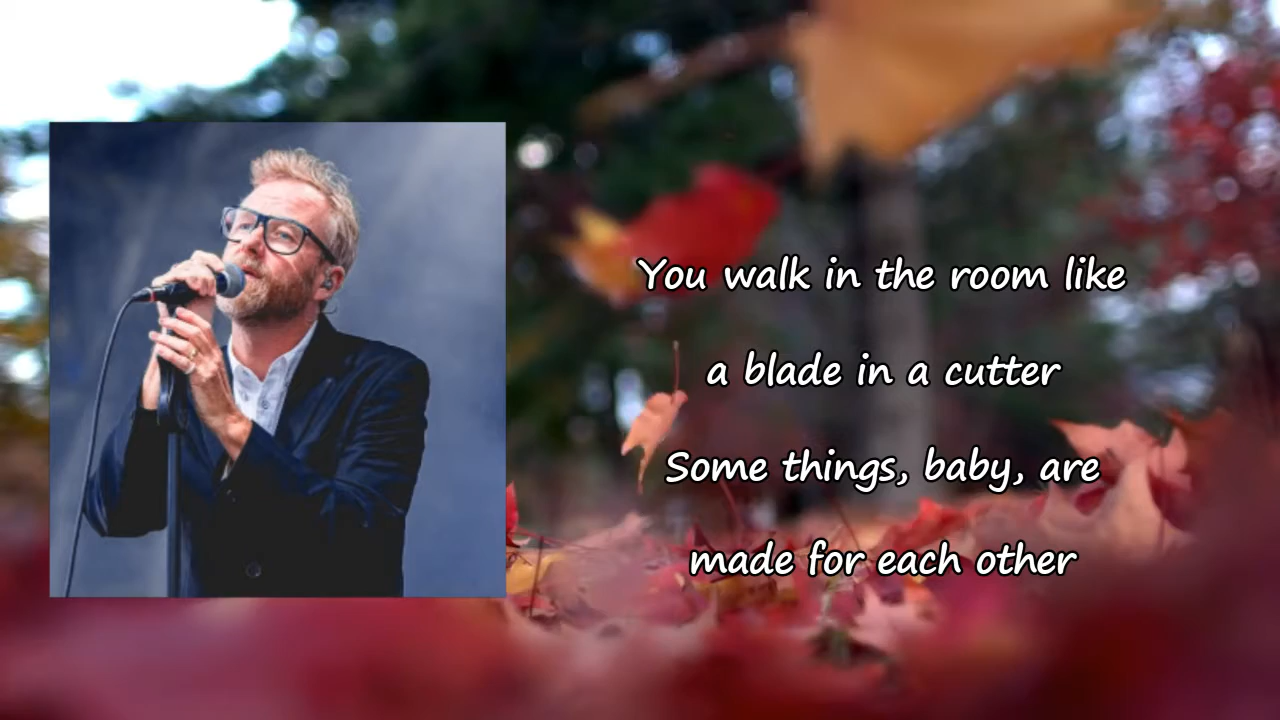 You walk in the room like
a blade in a cutter
Some things, baby, are
made for each other